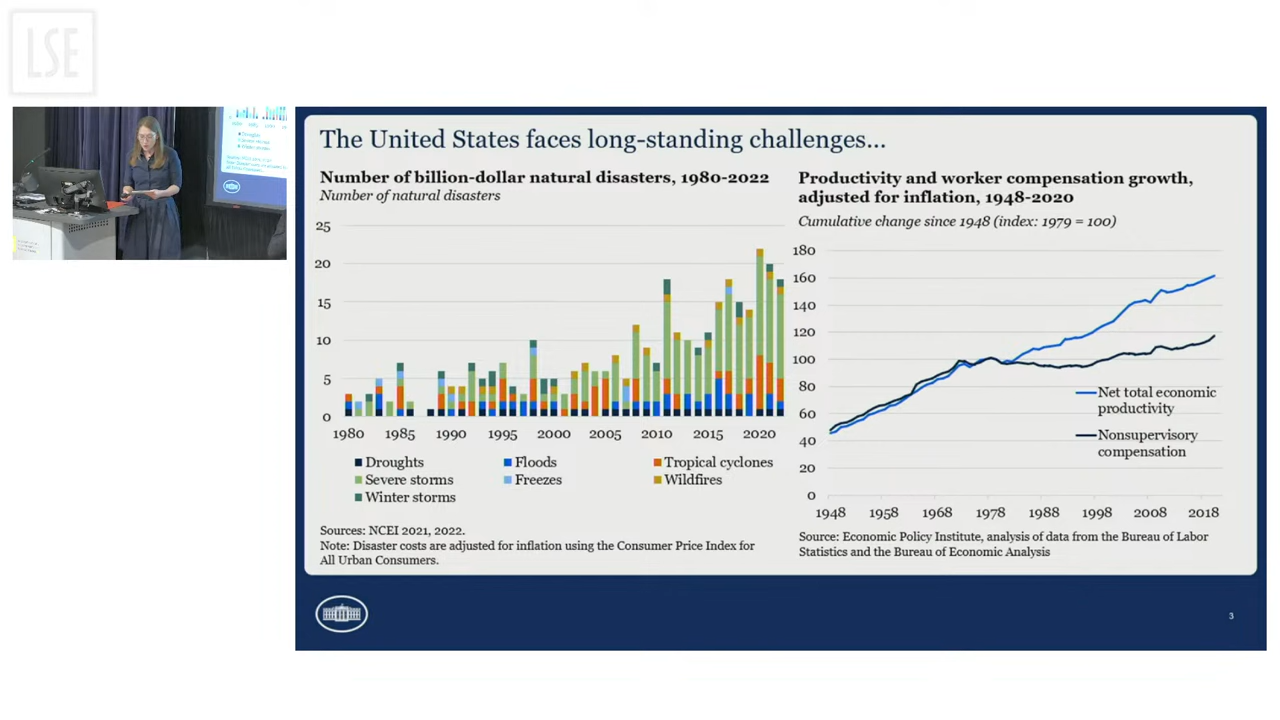 LSE
The United States faces long-standing challenges...
Number of billion-dollar natural disasters, 1980-2022
Number of natural disasters
25
20
15
10
5
0
1980 1985 1990 1995 2000 2005 2010 2015 2020
Droughts Floods Tropical cyclones
Severe storms Freezes Wildfires
Winter storms
Sources: NCEI 2021, 2022.
Note: Disaster costs are adjusted for inflation using the Consumer Price Index for
All Urban Consumers.
Productivity and worker compensation growth,
adjusted for inflation, 1948-2020
Cumulative change since 1948 (index: 1979 = 100)
180
160
140
120
100
80
60
40
20
0
1948 1958 1968 1978 1988 1998 2008 2018
Net total economic
productivity
Nonsupervisory
compensation
Source: Economic Policy Institute, analysis of data from the Bureau of Labor
Statistics and the Bureau of Economic Analysis
3